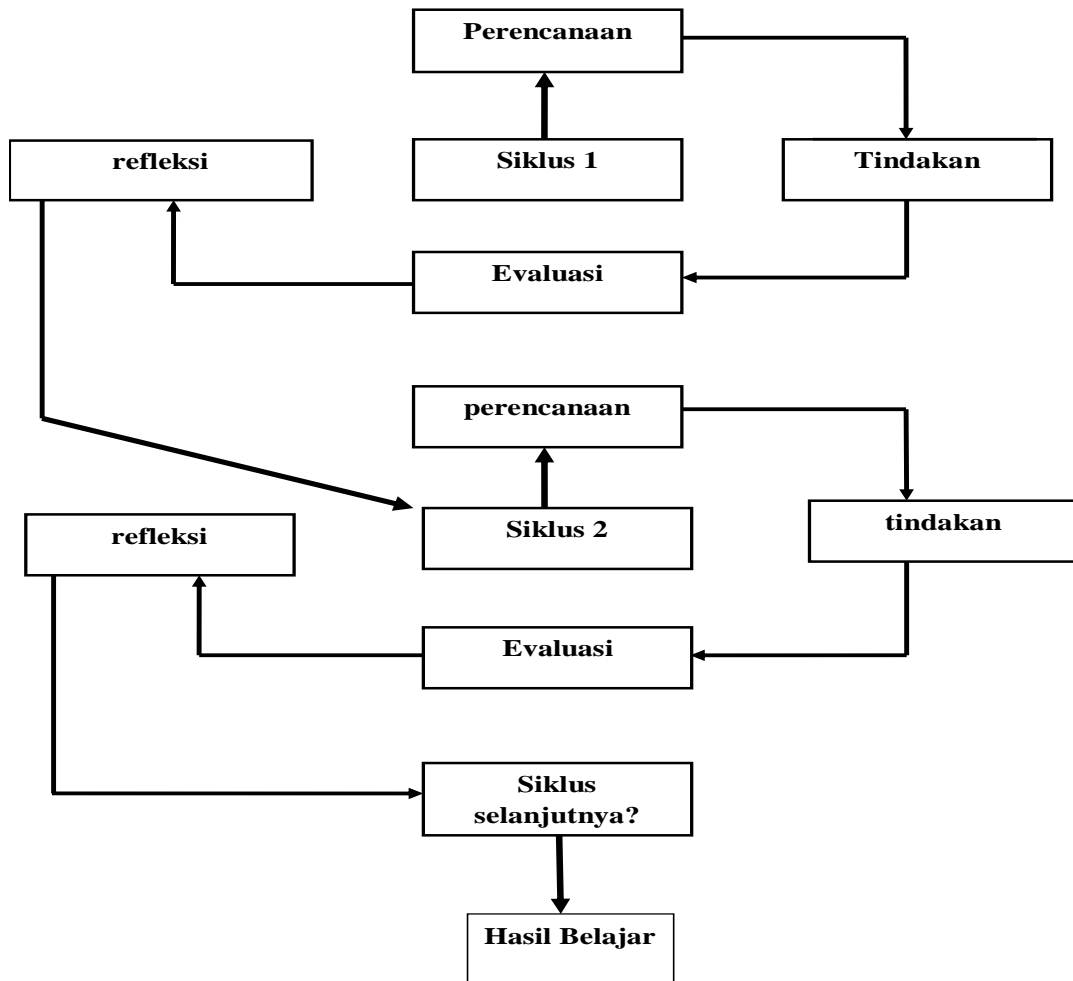 Perencanaan
refleksi
Siklus 1
Tindakan
Evaluasi
perencanaan
refleksi
Siklus 2
tindakan
Evaluasi
Siklus
selanjutnya?
Hasil Belajar